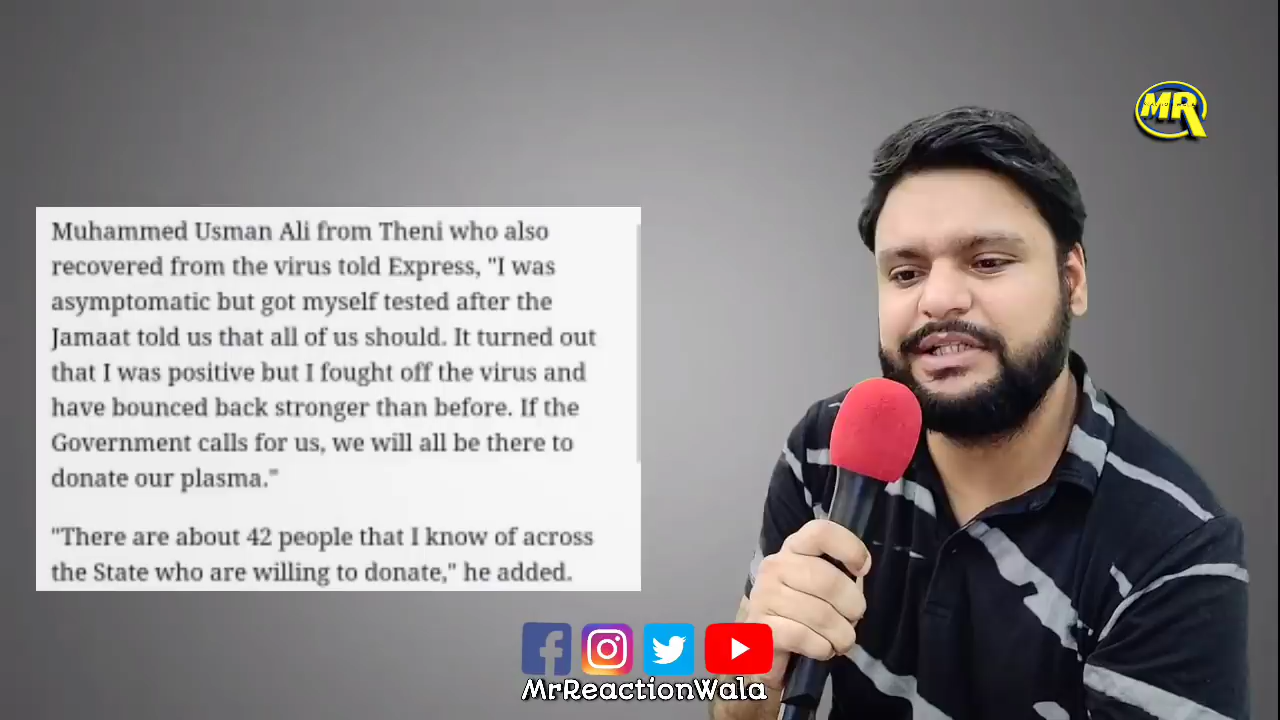 MR
Muhammed Usman Ali from Theni who also
recovered from the virus told Express, "I was
asymptomatic but got myself tested after the
Jamaat told us that all of us should. It turned out
that I was positive but I fought off the virus and
have bounced back stronger than before. If the
Government calls for us, we will all be there to
donate our plasma."
"There are about 42 people that I know of across
the State who are willing to donate," he added.
MrReactionWala